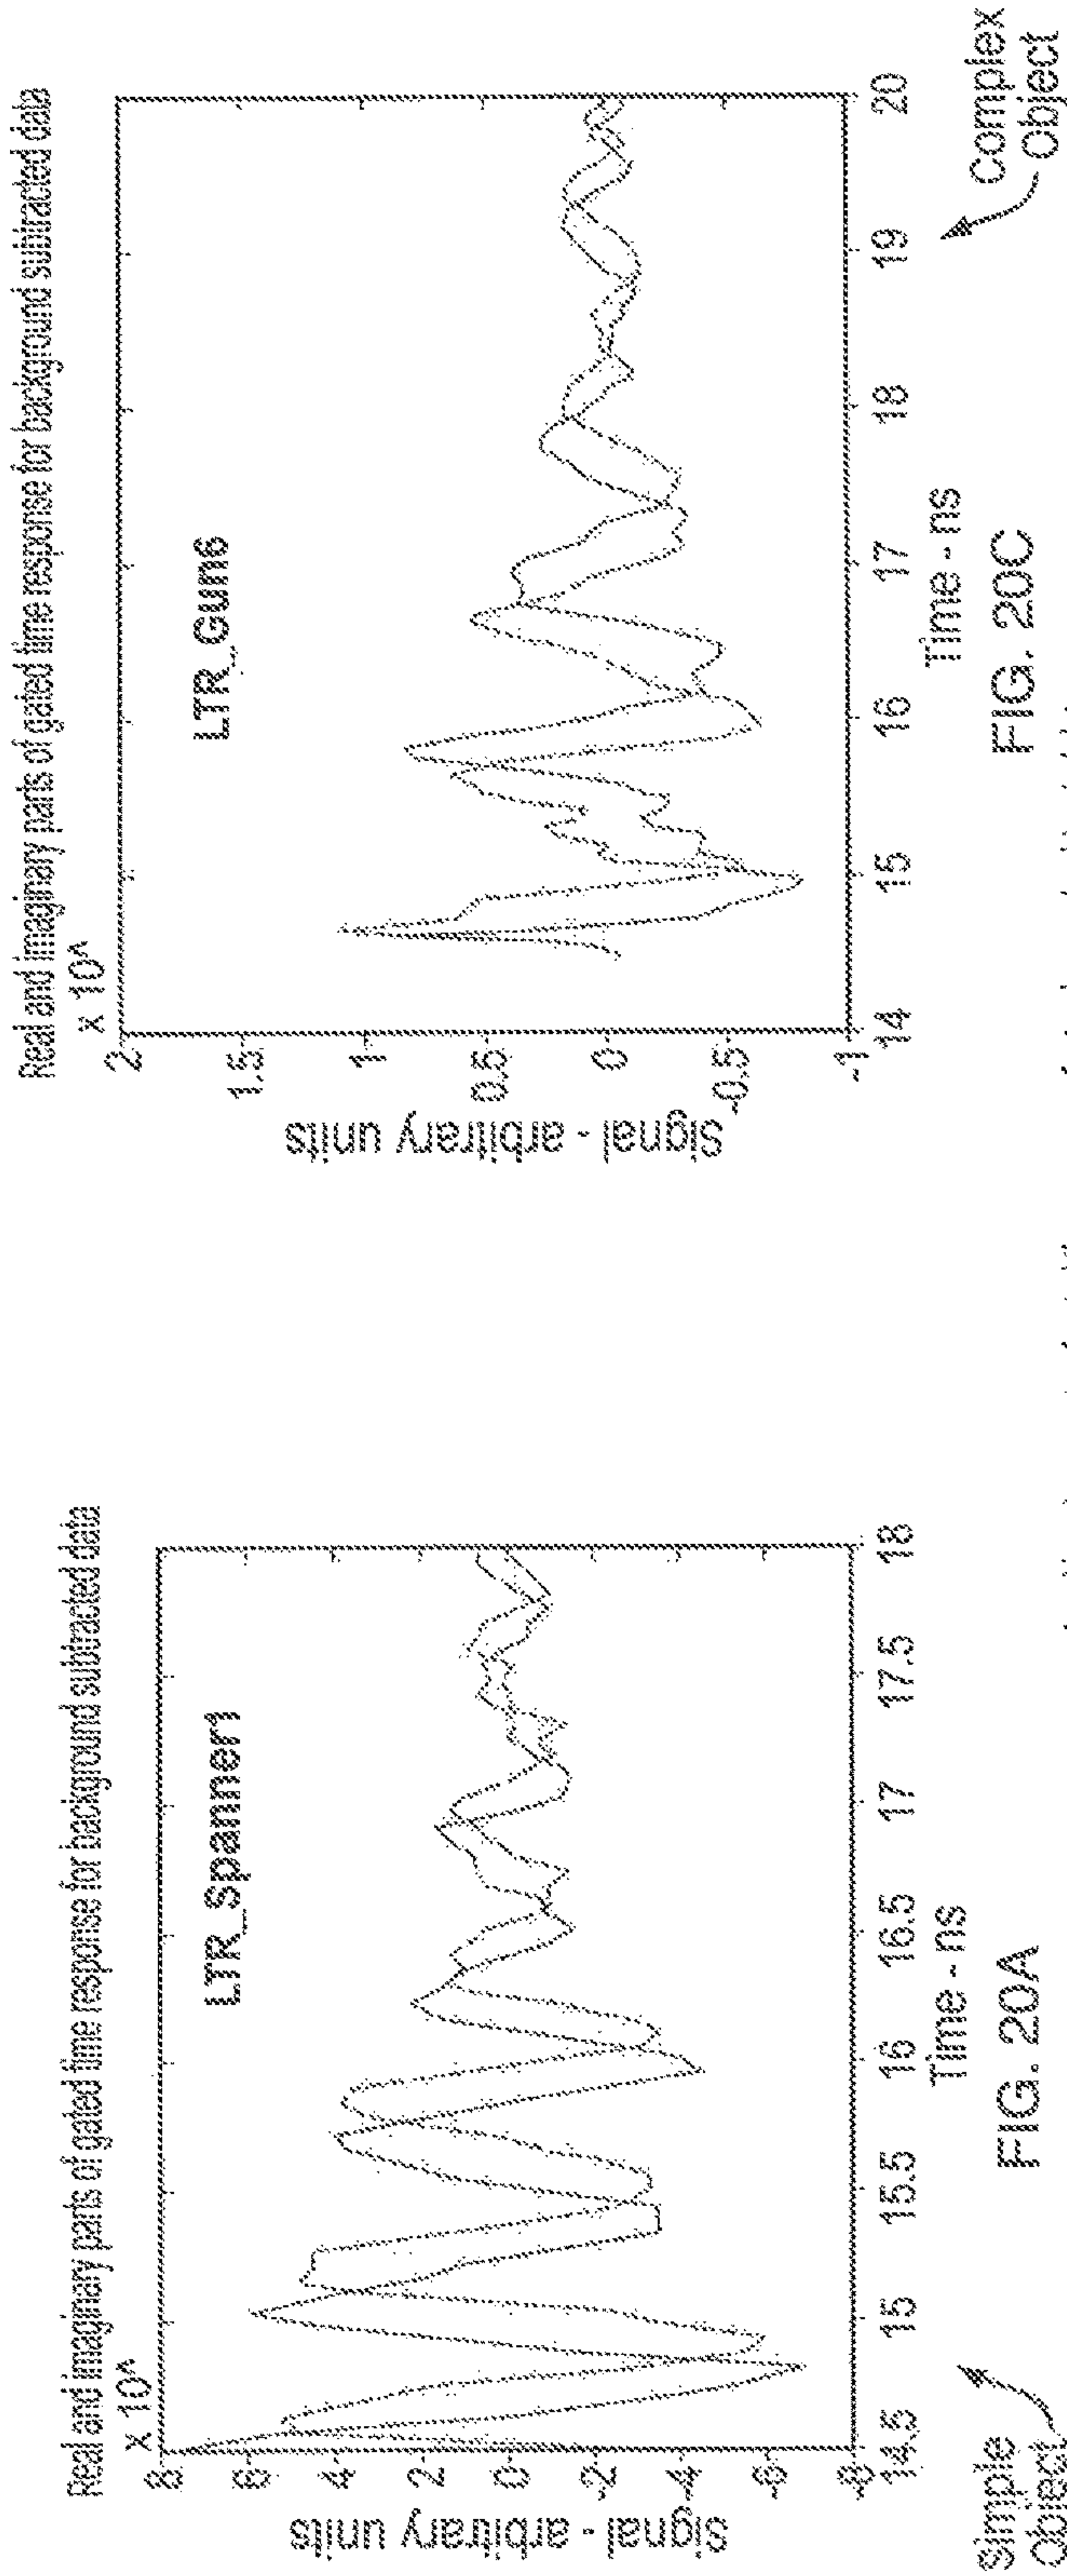 Real and imaginary parts of gated time response for background subtracted data
x 10^
LTR_Spanner1
Signal - arbitrary units
8
6
4
2
0
-2
-4
-6
-8
14.5
15
15.5
16
16.5
17
17.5
18
Time - ns
Simple
Object
FIG. 20A
Real and imaginary parts of gated time response for background subtracted data
x 10^
LTR_Gun6
Signal - arbitrary units
2
1.5
1
0.5
0
-0.5
-1
14
15
16
17
18
19
20
Time - ns
Complex
Object
FIG. 20C